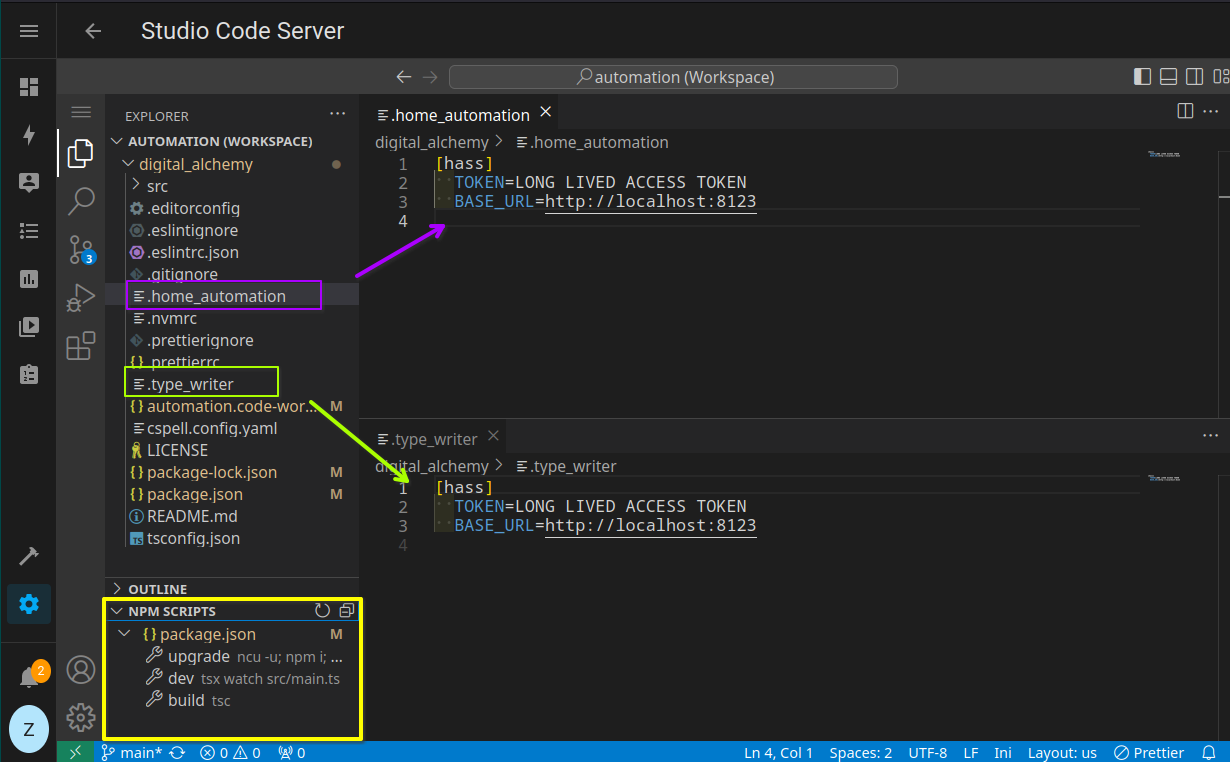 Studio Code Server
automation (Workspace)
EXPLORER
AUTOMATION (WORKSPACE)
digital_alchemy
src
.editorconfig
.eslintignore
.eslintrc.json
.gitignore
.home_automation
.nvmrc
.prettierignore
{} .prettierrc
.type_writer
{} automation.code-wor... M
cspell.config.yaml
LICENSE
{} package-lock.json M
{} package.json M
README.md
TS tsconfig.json
OUTLINE
NPM SCRIPTS
{} package.json M
upgrade ncu -u; npm i; ...
dev tsx watch src/main.ts
build tsc
3
2
Z
.home_automation
digital_alchemy > .home_automation
1 [hass]
2 TOKEN=LONG LIVED ACCESS TOKEN
3 BASE_URL=http://localhost:8123
4
.type_writer
digital_alchemy > .type_writer
1 [hass]
2 TOKEN=LONG LIVED ACCESS TOKEN
3 BASE_URL=http://localhost:8123
4
main* 0 0 0 Ln 4, Col 1 Spaces: 2 UTF-8 LF Ini Layout: us Prettier